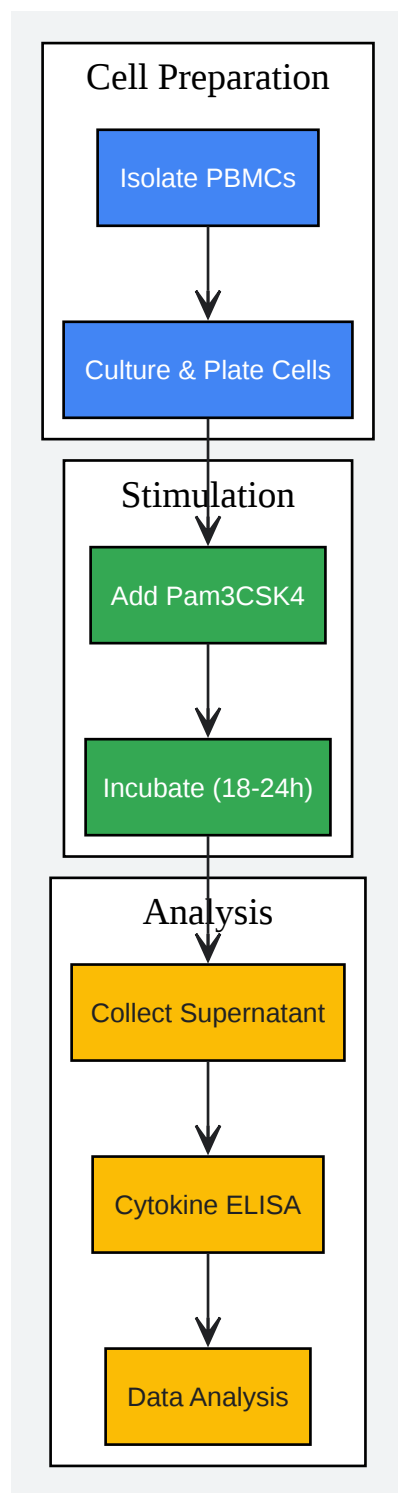 Cell Preparation
Isolate PBMCs
Culture & Plate Cells
Stimulation
Add Pam3CSK4
Incubate (18-24h)
Analysis
Collect Supernatant
Cytokine ELISA
Data Analysis